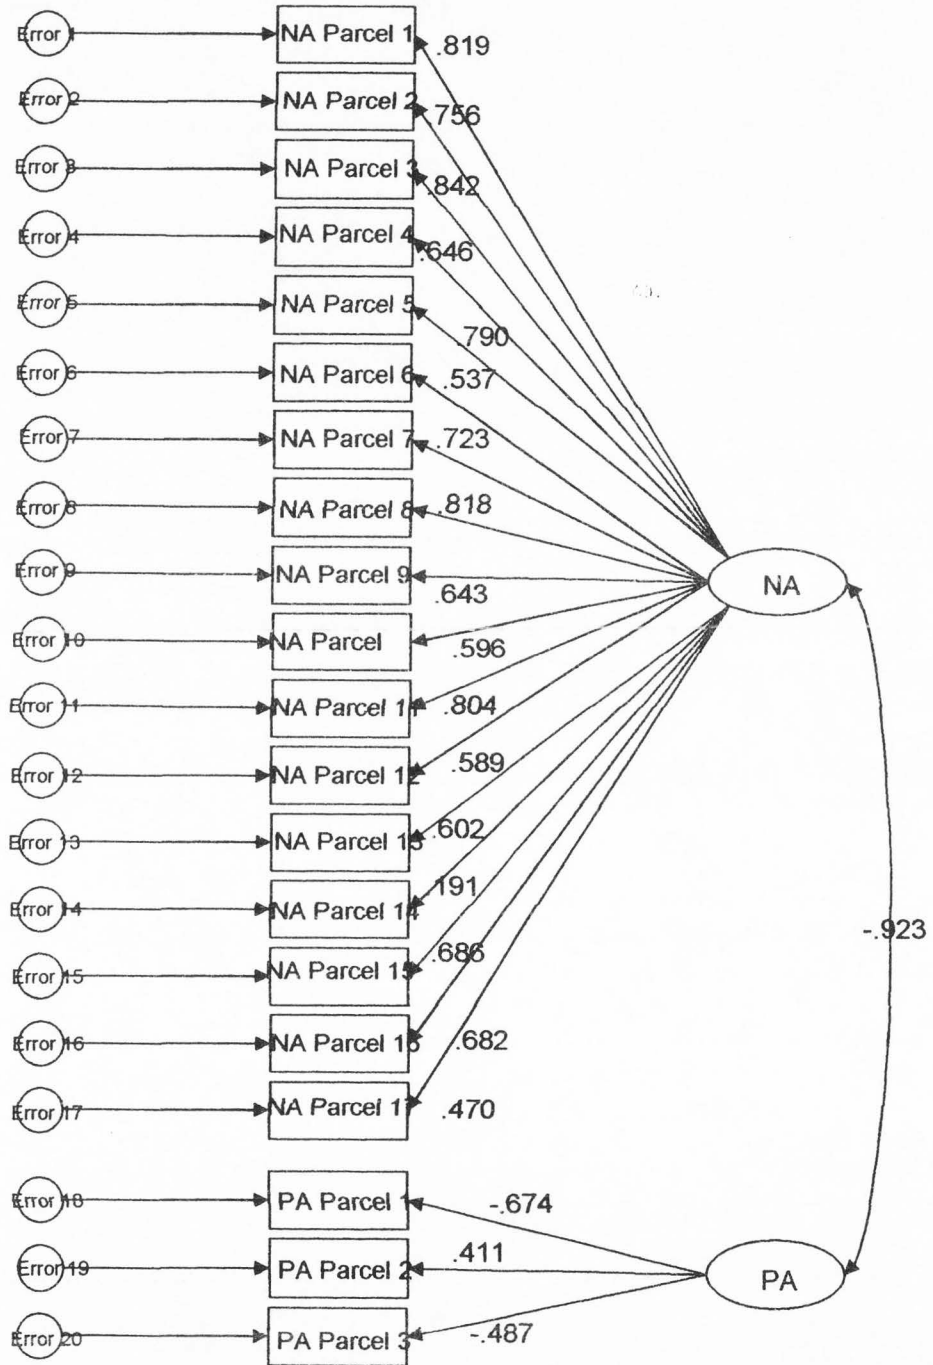 Error 1 NA Parcel 1 .819
Error 2 NA Parcel 2 .756
Error 3 NA Parcel 3 .842
Error 4 NA Parcel 4 .646
Error 5 NA Parcel 5 .790
Error 6 NA Parcel 6 .537
Error 7 NA Parcel 7 .723
Error 8 NA Parcel 8 .818
Error 9 NA Parcel 9 .643
NA
Error 10 NA Parcel .596
Error 11 NA Parcel 11 .804
Error 12 NA Parcel 12 .589
Error 13 NA Parcel 13 .602
Error 14 NA Parcel 14 .191
-.923
Error 15 NA Parcel 15 .686
Error 16 NA Parcel 16 .682
Error 17 NA Parcel 17 .470
Error 18 PA Parcel 1 -.674
Error 19 PA Parcel 2 .411
PA
Error 20 PA Parcel 3 -.487